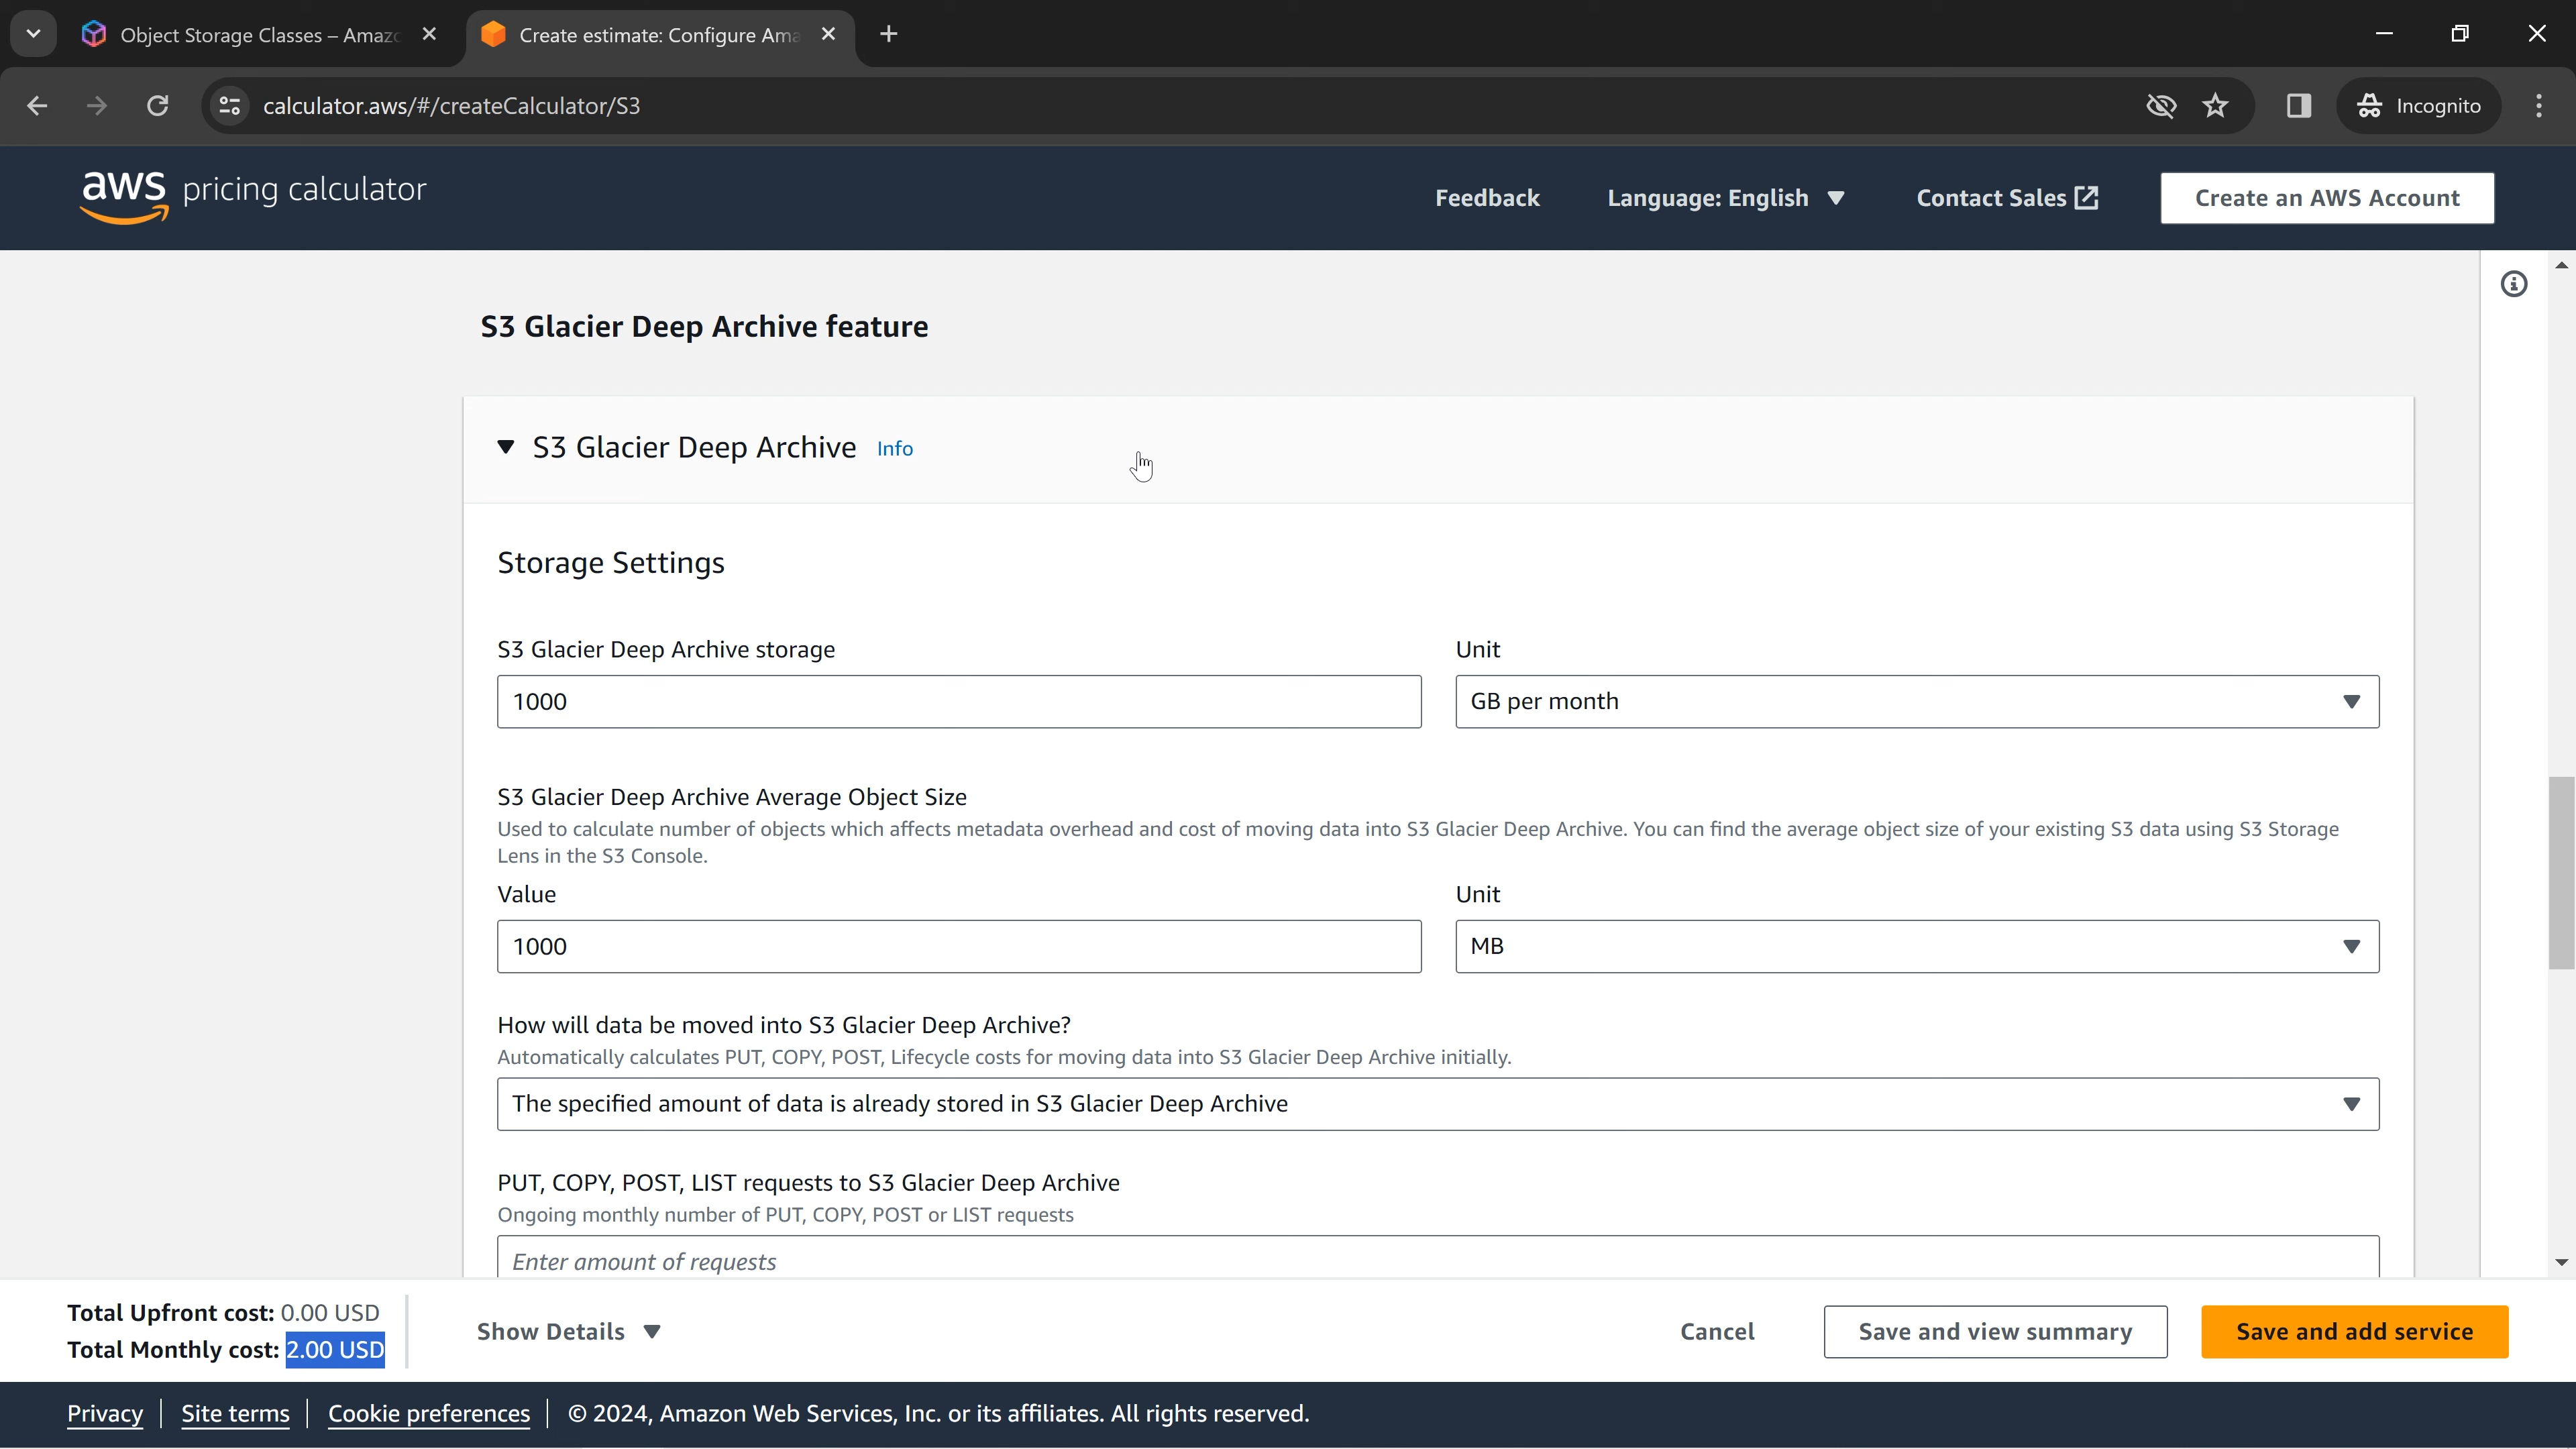 Object Storage Classes – Amaz
Create estimate: Configure Ama
calculator.aws/#/createCalculator/S3
Incognito
aws pricing calculator
Feedback
Language: English
Contact Sales
Create an AWS Account
S3 Glacier Deep Archive feature
S3 Glacier Deep Archive Info
Storage Settings
S3 Glacier Deep Archive storage
Unit
1000
GB per month
S3 Glacier Deep Archive Average Object Size
Used to calculate number of objects which affects metadata overhead and cost of moving data into S3 Glacier Deep Archive. You can find the average object size of your existing S3 data using S3 Storage
Lens in the S3 Console.
Value
Unit
1000
MB
How will data be moved into S3 Glacier Deep Archive?
Automatically calculates PUT, COPY, POST, Lifecycle costs for moving data into S3 Glacier Deep Archive initially.
The specified amount of data is already stored in S3 Glacier Deep Archive
PUT, COPY, POST, LIST requests to S3 Glacier Deep Archive
Ongoing monthly number of PUT, COPY, POST or LIST requests
Enter amount of requests
Total Upfront cost: 0.00 USD
Total Monthly cost: 2.00 USD
Show Details
Cancel
Save and view summary
Save and add service
Privacy
Site terms
Cookie preferences
© 2024, Amazon Web Services, Inc. or its affiliates. All rights reserved.